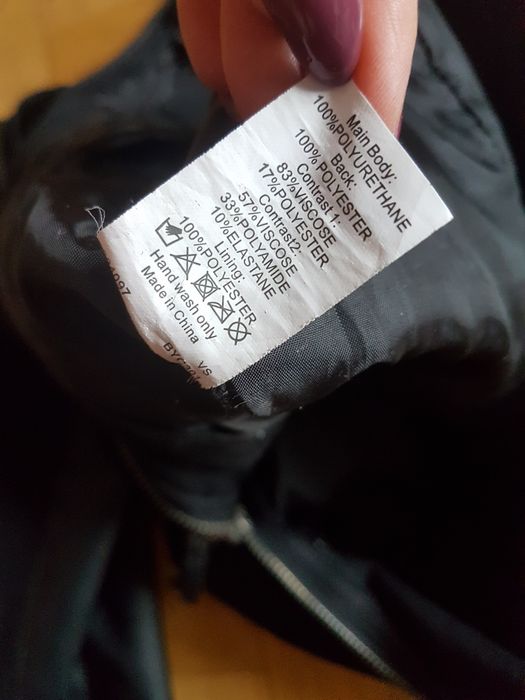 Main Body:
100%POLYURETHANE
Back:
100% POLYESTER
Contrast 1:
83%VISCOSE
17%POLYESTER
Contrast2:
57%VISCOSE
33%POLYAMIDE
10%ELASTANE
Lining:
100%POLYESTER
Hand wash only
Made in China
VS